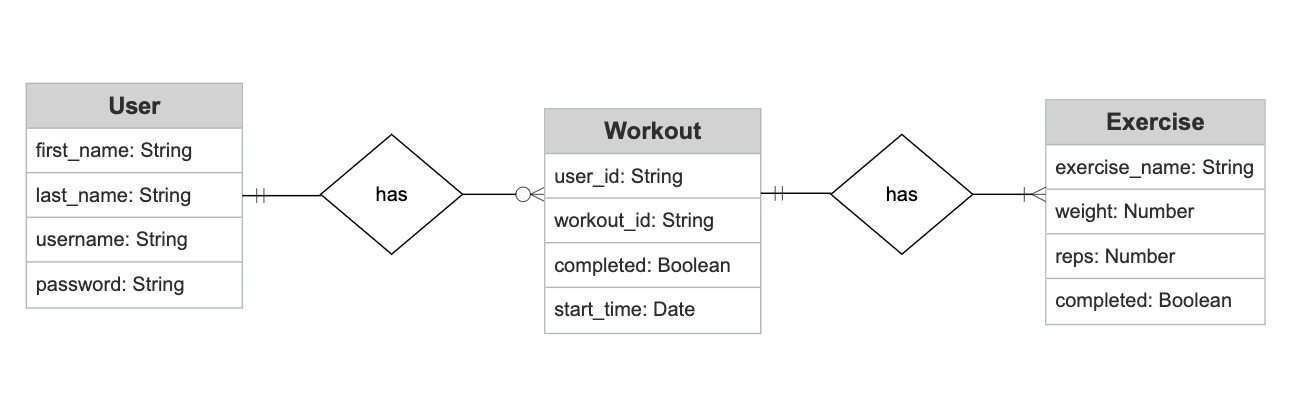 User
first_name: String
last_name: String
username: String
password: String
has
Workout
user_id: String
workout_id: String
completed: Boolean
start_time: Date
has
Exercise
exercise_name: String
weight: Number
reps: Number
completed: Boolean